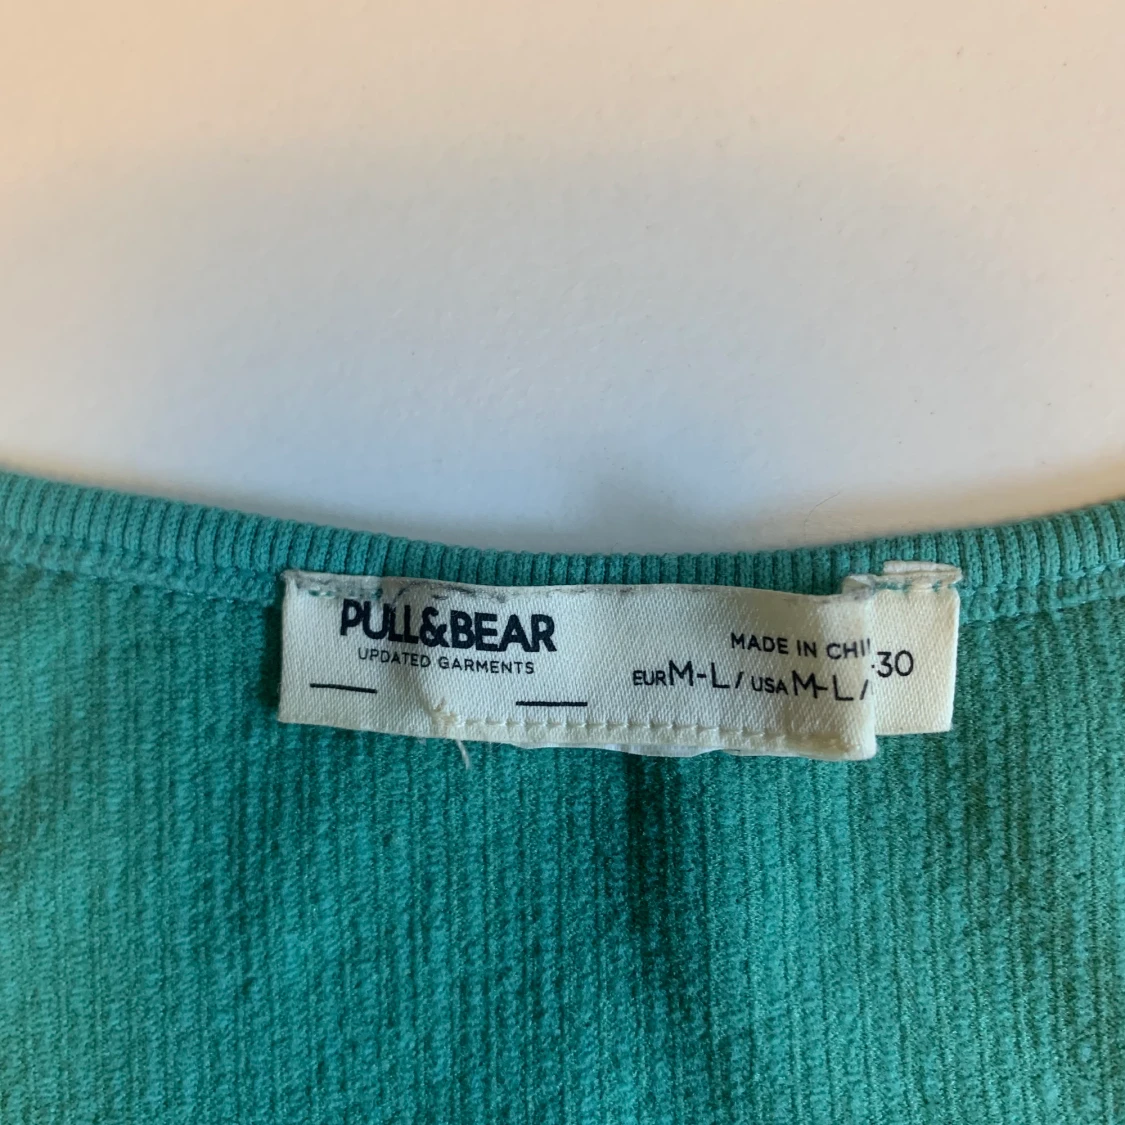 PULL&BEAR
UPDATED GARMENTS
MADE IN CHI
EUR M-L / USA M-L /
30